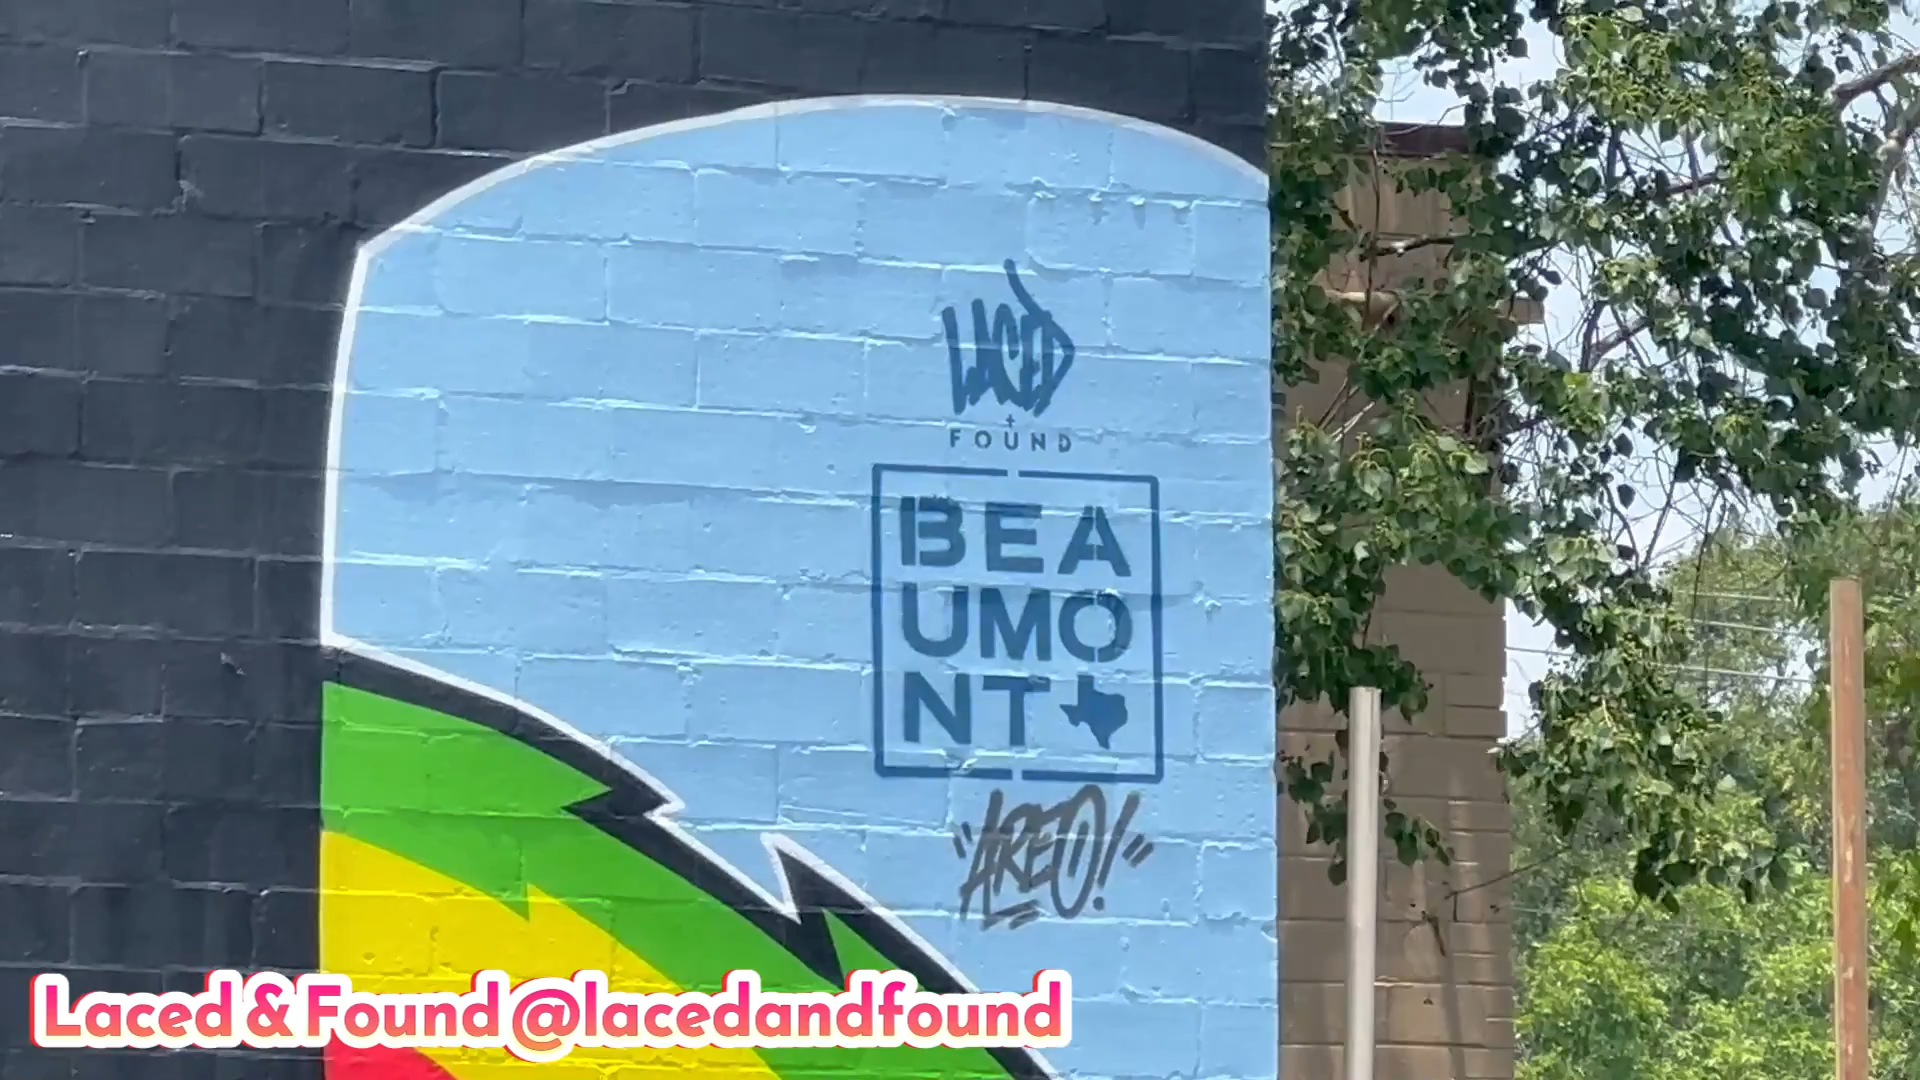 LACED
+
FOUND
BEA
UMO
NT
"AREO!"
Laced & Found @lacedandfound